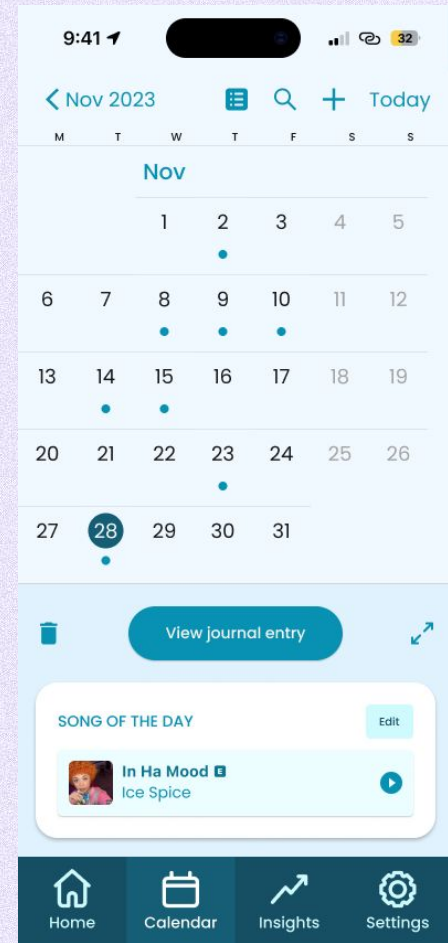 9:41 32
Nov 2023 Today
M T W T F S S
Nov
1 2 3 4 5
6 7 8 9 10 11 12
13 14 15 16 17 18 19
20 21 22 23 24 25 26
27 28 29 30 31
View journal entry
SONG OF THE DAY Edit
In Ha Mood E
Ice Spice
Home Calendar Insights Settings